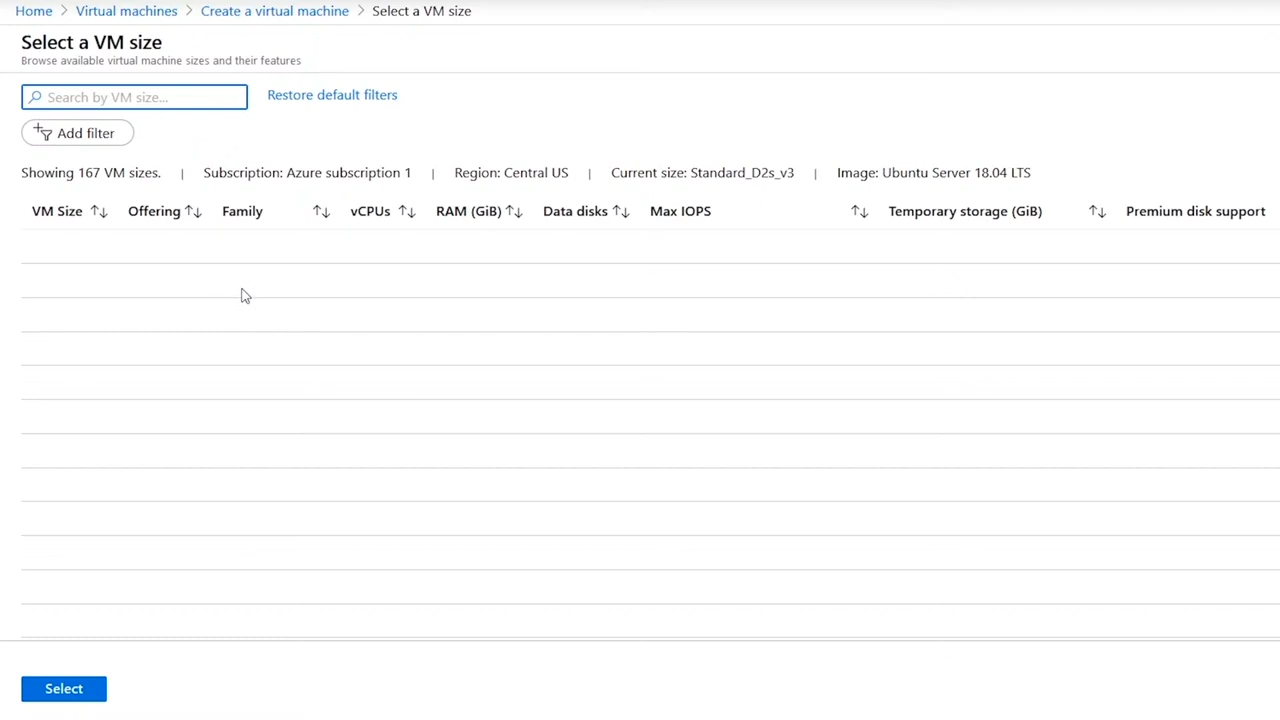 Home > Virtual machines > Create a virtual machine > Select a VM size
Select a VM size
Browse available virtual machine sizes and their features
Search by VM size... Restore default filters
Add filter
Showing 167 VM sizes. | Subscription: Azure subscription 1 | Region: Central US | Current size: Standard_D2s_v3 | Image: Ubuntu Server 18.04 LTS
VM Size Offering Family vCPUs RAM (GiB) Data disks Max IOPS Temporary storage (GiB) Premium disk support
Select